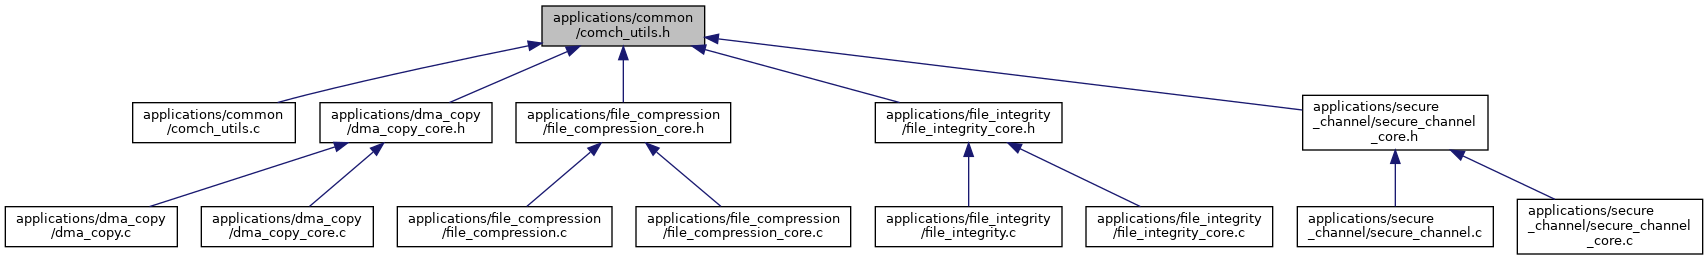 applications/common
/comch_utils.h
applications/common
/comch_utils.c
applications/dma_copy
/dma_copy_core.h
applications/file_compression
/file_compression_core.h
applications/file_integrity
/file_integrity_core.h
applications/secure
_channel/secure_channel
_core.h
applications/dma_copy
/dma_copy.c
applications/dma_copy
/dma_copy_core.c
applications/file_compression
/file_compression.c
applications/file_compression
/file_compression_core.c
applications/file_integrity
/file_integrity.c
applications/file_integrity
/file_integrity_core.c
applications/secure
_channel/secure_channel.c
applications/secure
_channel/secure_channel
_core.c